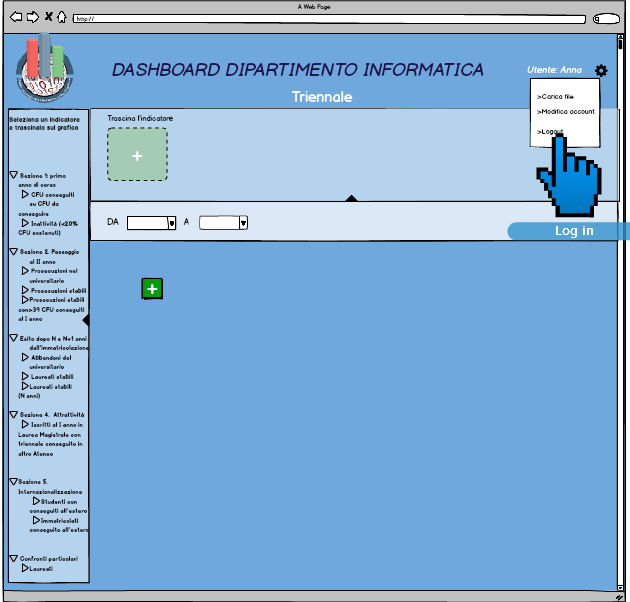 A Web Page
http://
DASHBOARD DIPARTIMENTO INFORMATICA
Utente: Anna
Triennale
>Carica file
>Modifica account
>Logout
Log in
Seleziona un indicatore
e trascinalo sul grafico
Trascina l'indicatore
+
DA
A
+
Sezione 1: primo
anno di corso
CFU conseguiti
su CFU da
conseguire
Inattività (<20%
CFU sostenuti)
Sezione 2. Passaggio
al II anno
Prosecuzioni nel
universitario
Prosecuzioni stabili
Prosecuzioni stabili
con>39 CFU conseguiti
al I anno
Esito dopo N e N+1 anni
dall'immatricolazione
Abbandoni del
universitario
Laureati stabili
Laureati stabili
(N anni)
Sezione 4. Attrattività
Iscritti al I anno in
Laurea Magistrale con
triennale conseguito in
altro Ateneo
Sezione 5.
Internazionalizzazione
Studenti con
conseguiti all'estero
Immatricolati
conseguito all'estero
Confronti particolari
Laureati